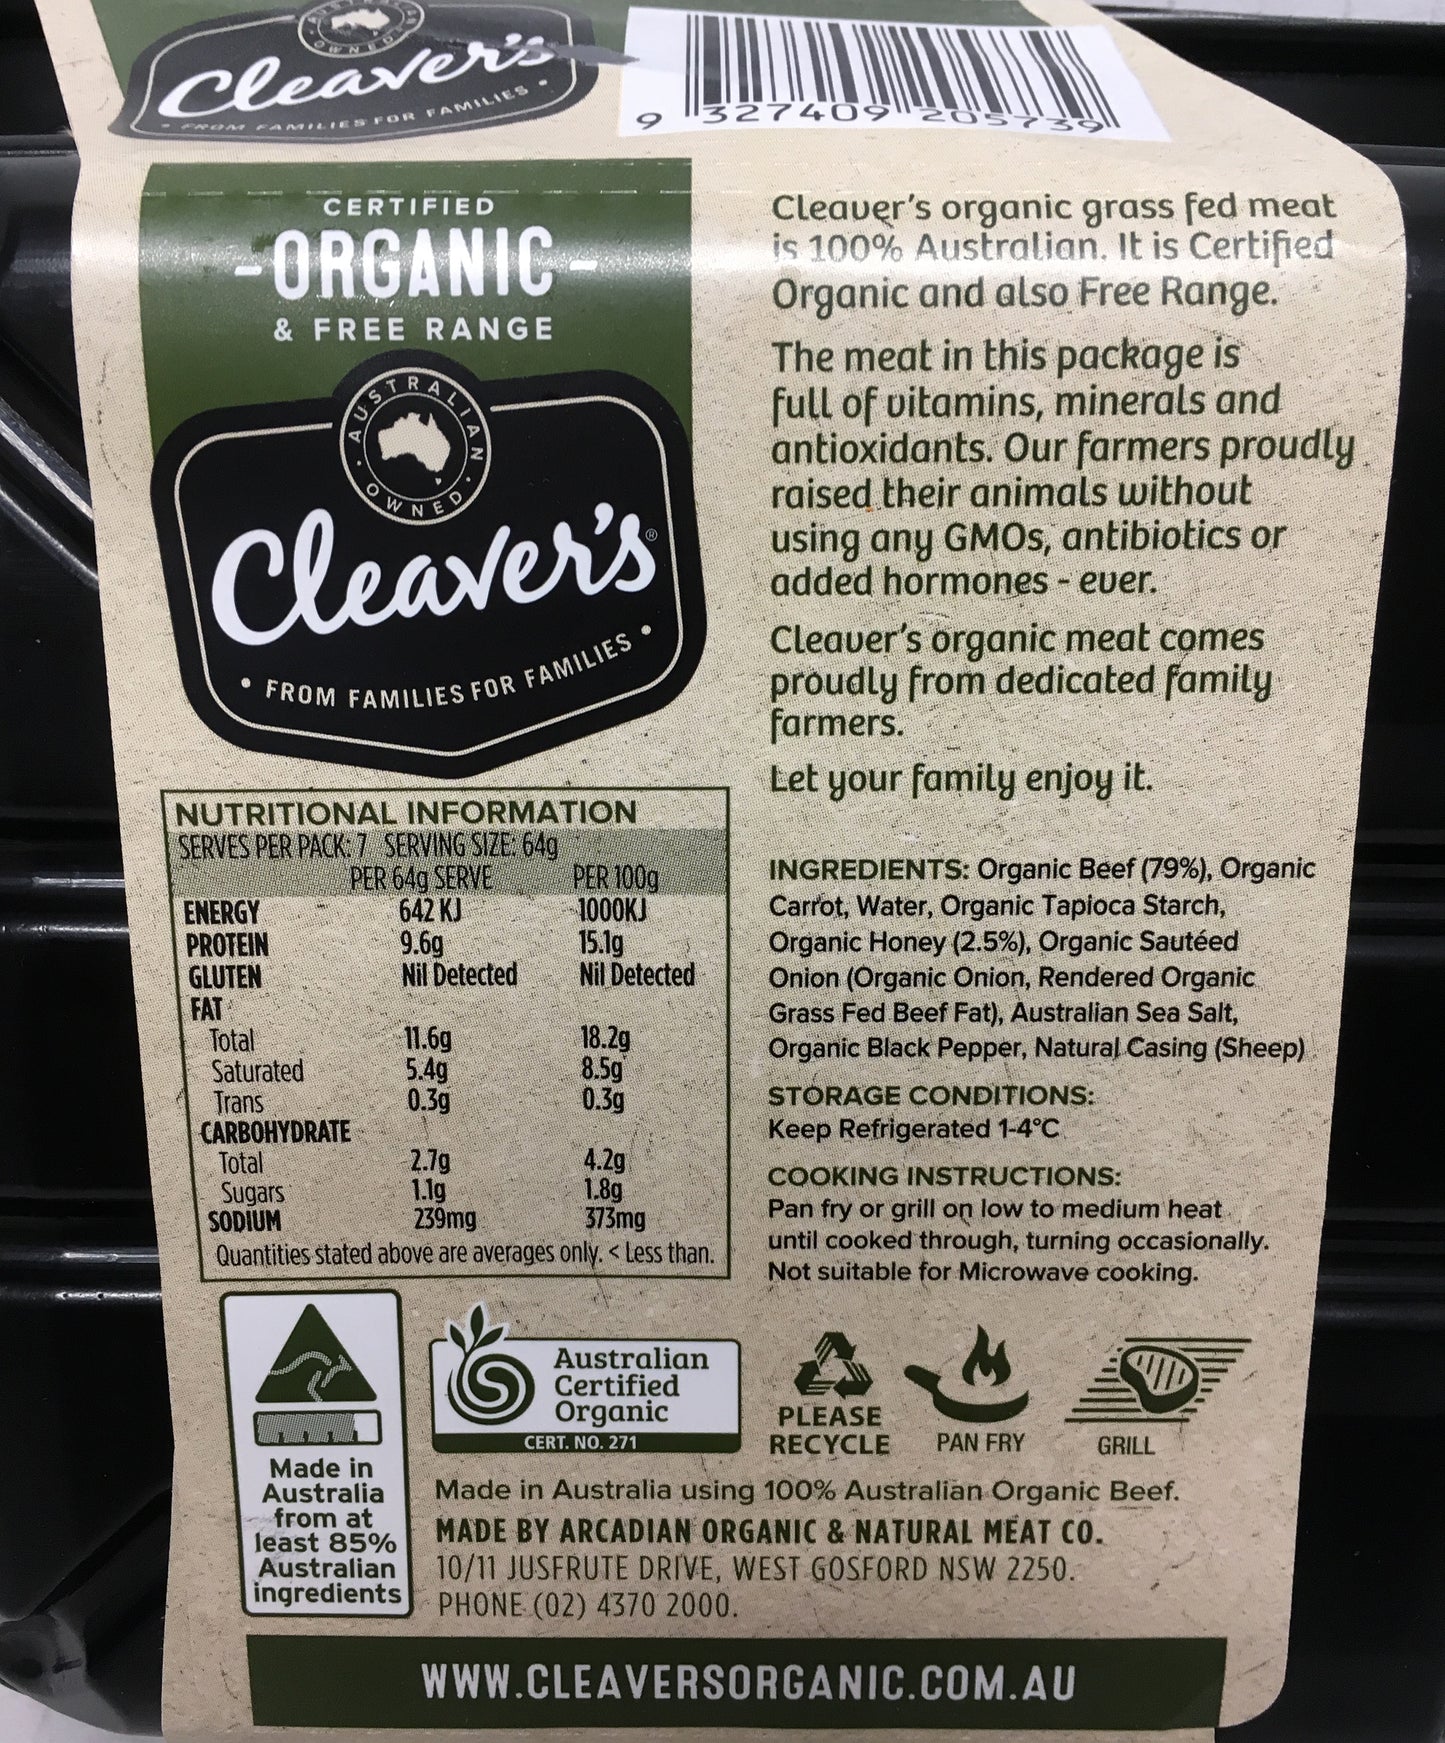 AUSTRALIAN
OWNED
Cleaver's
FROM FAMILIES FOR FAMILIES
9 327409 205739
CERTIFIED
-ORGANIC-
& FREE RANGE
AUSTRALIAN
OWNED
Cleaver's®
• FROM FAMILIES FOR FAMILIES •
Cleaver's organic grass fed meat
is 100% Australian. It is Certified
Organic and also Free Range.
The meat in this package is
full of vitamins, minerals and
antioxidants. Our farmers proudly
raised their animals without
using any GMOs, antibiotics or
added hormones - ever.
Cleaver's organic meat comes
proudly from dedicated family
farmers.
Let your family enjoy it.
NUTRITIONAL INFORMATION
SERVES PER PACK: 7 SERVING SIZE: 64g
PER 64g SERVE PER 100g
ENERGY 642 KJ 1000KJ
PROTEIN 9.6g 15.1g
GLUTEN Nil Detected Nil Detected
FAT
Total 11.6g 18.2g
Saturated 5.4g 8.5g
Trans 0.3g 0.3g
CARBOHYDRATE
Total 2.7g 4.2g
Sugars 1.1g 1.8g
SODIUM 239mg 373mg
Quantities stated above are averages only. < Less than.
INGREDIENTS: Organic Beef (79%), Organic
Carrot, Water, Organic Tapioca Starch,
Organic Honey (2.5%), Organic Sautéed
Onion (Organic Onion, Rendered Organic
Grass Fed Beef Fat), Australian Sea Salt,
Organic Black Pepper, Natural Casing (Sheep)
STORAGE CONDITIONS:
Keep Refrigerated 1-4°C
COOKING INSTRUCTIONS:
Pan fry or grill on low to medium heat
until cooked through, turning occasionally.
Not suitable for Microwave cooking.
Made in
Australia
from at
least 85%
Australian
ingredients
Australian
Certified
Organic
CERT. NO. 271
PLEASE
RECYCLE
PAN FRY
GRILL
Made in Australia using 100% Australian Organic Beef.
MADE BY ARCADIAN ORGANIC & NATURAL MEAT CO.
10/11 JUSFRUTE DRIVE, WEST GOSFORD NSW 2250.
PHONE (02) 4370 2000.
WWW.CLEAVERSORGANIC.COM.AU